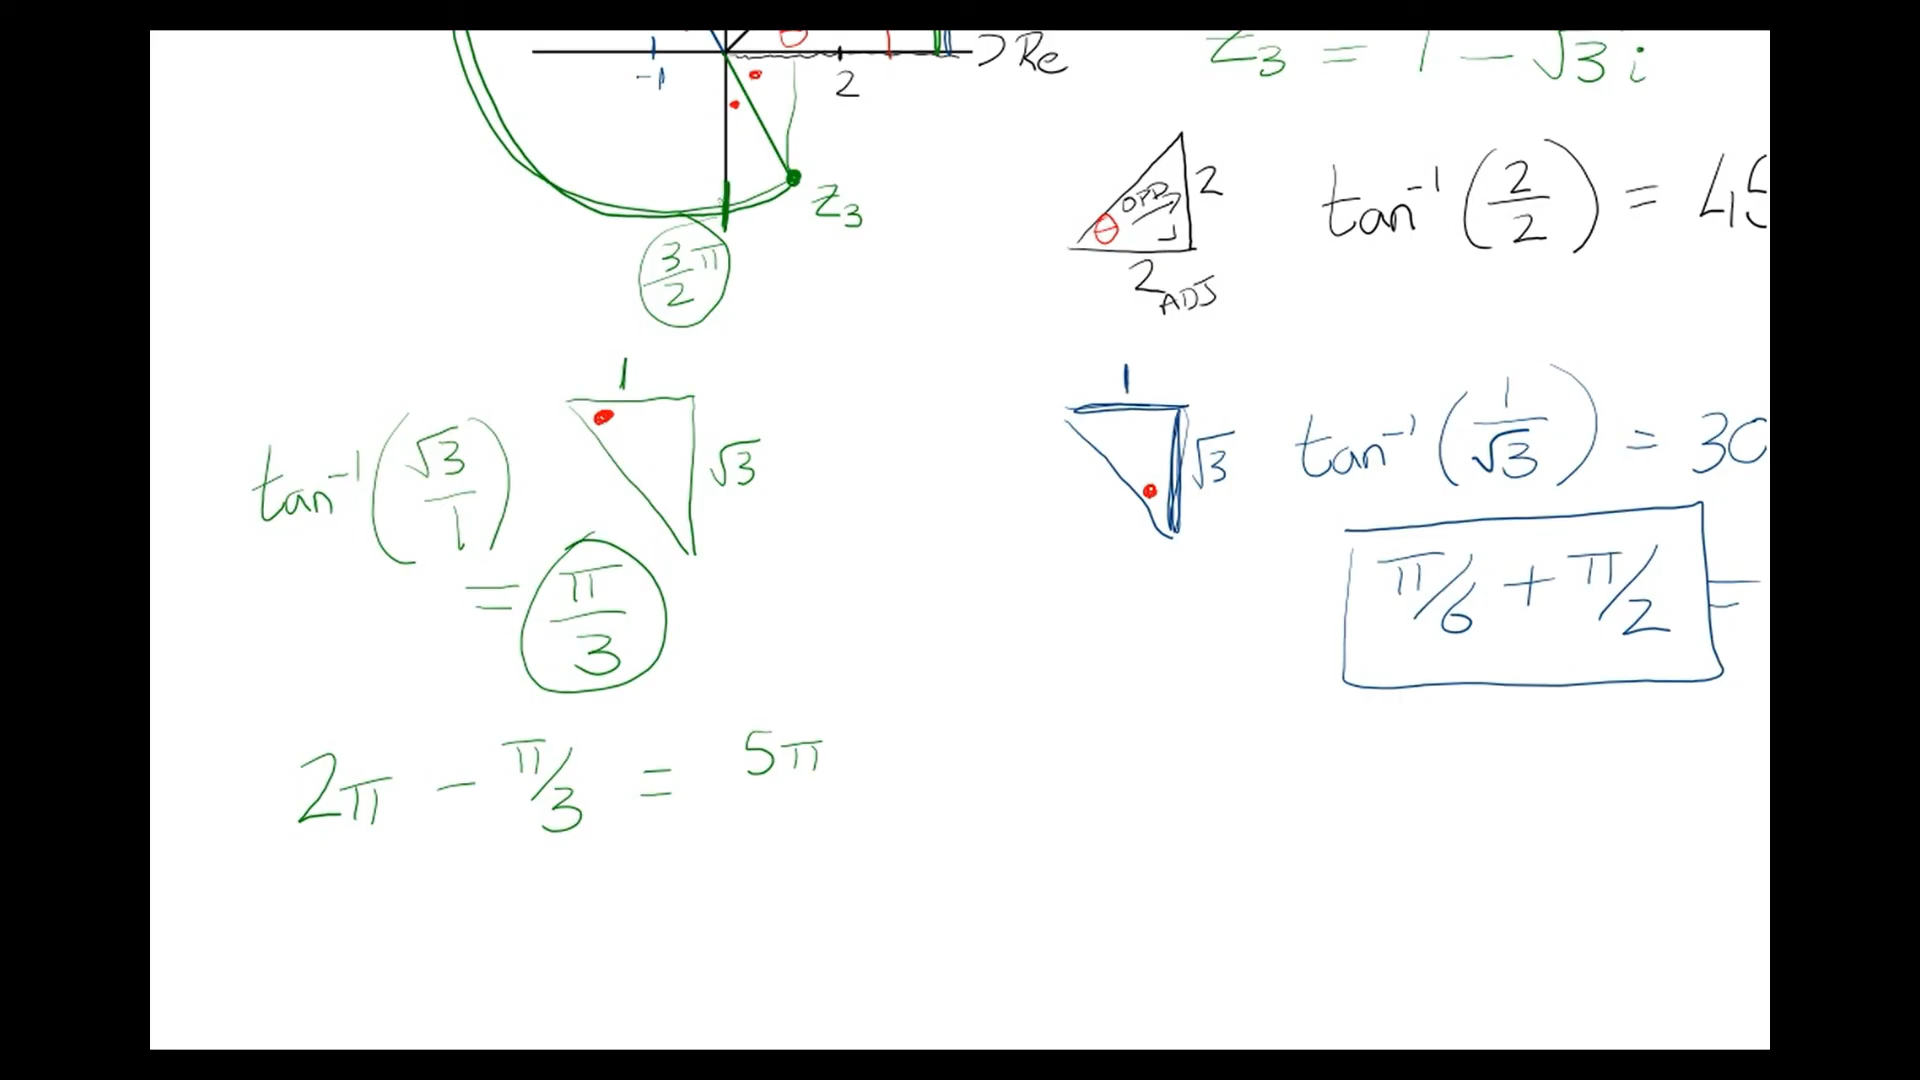 -1 2 Re
z₃ = 1 - √3 i
z₃
3/2 π
OPP 2
θ
2 ADJ
tan⁻¹(2/2) = 45
1
√3
tan⁻¹(√3/1)
= π/3
1
√3
tan⁻¹(1/√3) = 30
π/6 + π/2 =
2π - π/3 = 5π